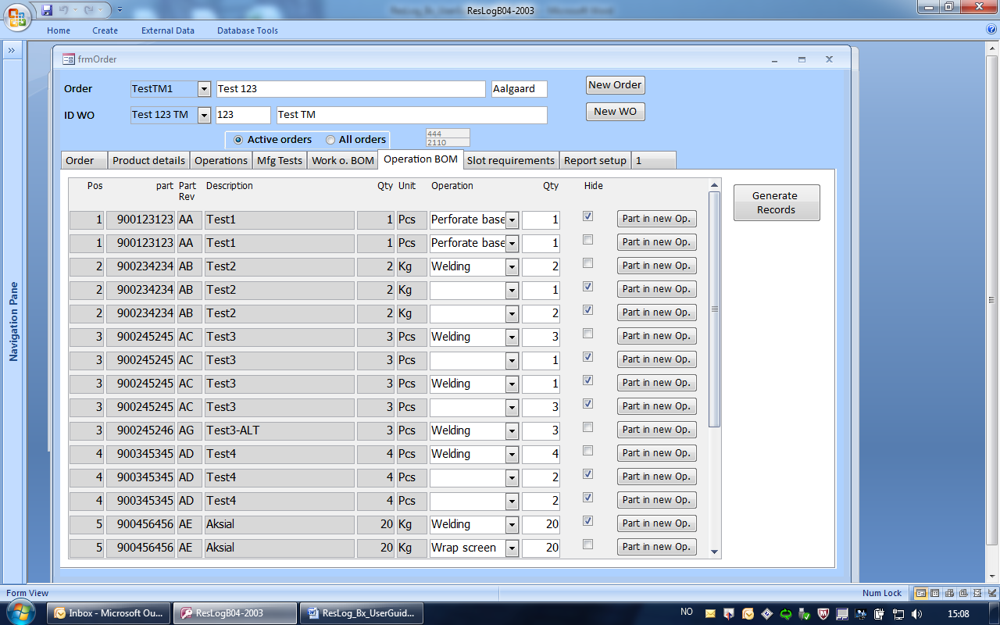 ResLogB04-2003
Home Create External Data Database Tools
frmOrder
Order TestTM1 Test 123 Aalgaard New Order
ID WO Test 123 TM 123 Test TM New WO
Active orders All orders 444
2110
Order Product details Operations Mfg Tests Work o. BOM Operation BOM Slot requirements Report setup 1
Pos part Part Rev Description Qty Unit Operation Qty Hide
Generate Records
1 900123123 AA Test1 1 Pcs Perforate base 1 Part in new Op.
1 900123123 AA Test1 1 Pcs Perforate base 1 Part in new Op.
2 900234234 AB Test2 2 Kg Welding 2 Part in new Op.
2 900234234 AB Test2 2 Kg 1 Part in new Op.
2 900234234 AB Test2 2 Kg 2 Part in new Op.
3 900245245 AC Test3 3 Pcs Welding 3 Part in new Op.
3 900245245 AC Test3 3 Pcs 1 Part in new Op.
3 900245245 AC Test3 3 Pcs Welding 1 Part in new Op.
3 900245245 AC Test3 3 Pcs 3 Part in new Op.
3 900245246 AG Test3-ALT 3 Pcs Welding 3 Part in new Op.
4 900345345 AD Test4 4 Pcs Welding 4 Part in new Op.
4 900345345 AD Test4 4 Pcs 2 Part in new Op.
4 900345345 AD Test4 4 Pcs 2 Part in new Op.
5 900456456 AE Aksial 20 Kg Welding 20 Part in new Op.
5 900456456 AE Aksial 20 Kg Wrap screen 20 Part in new Op.
Navigation Pane
Form View Num Lock
Inbox - Microsoft Ou... ResLogB04-2003 ResLog_Bx_UserGuid... NO 15:08